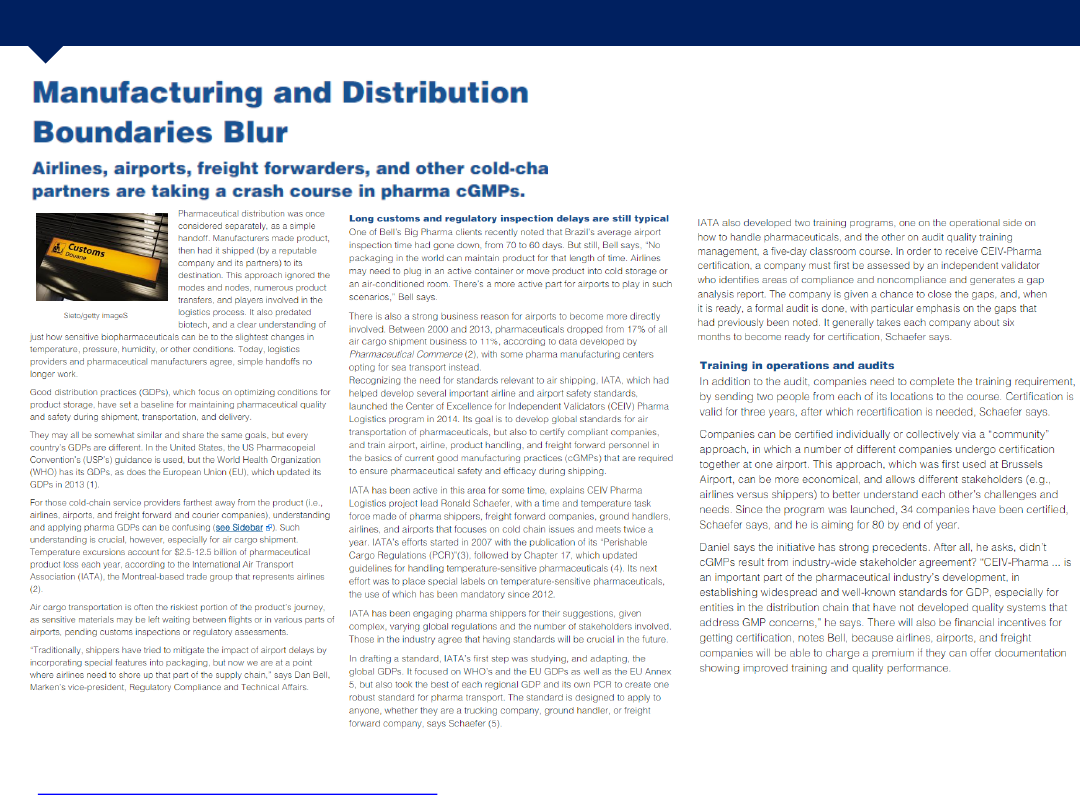 Manufacturing and Distribution
Boundaries Blur
Airlines, airports, freight forwarders, and other cold-cha
partners are taking a crash course in pharma cGMPs.
Customs
Douane
Sieto/getty imageS
Pharmaceutical distribution was once
considered separately, as a simple
handoff. Manufacturers made product,
then had it shipped (by a reputable
company and its partners) to its
destination. This approach ignored the
modes and nodes, numerous product
transfers, and players involved in the
logistics process. It also predated
biotech, and a clear understanding of
just how sensitive biopharmaceuticals can be to the slightest changes in
temperature, pressure, humidity, or other conditions. Today, logistics
providers and pharmaceutical manufacturers agree, simple handoffs no
longer work.
Good distribution practices (GDPs), which focus on optimizing conditions for
product storage, have set a baseline for maintaining pharmaceutical quality
and safety during shipment, transportation, and delivery.
They may all be somewhat similar and share the same goals, but every
country's GDPs are different. In the United States, the US Pharmacopeial
Convention's (USP's) guidance is used, but the World Health Organization
(WHO) has its GDPs, as does the European Union (EU), which updated its
GDPs in 2013 (1).
For those cold-chain service providers farthest away from the product (i.e.,
airlines, airports, and freight forward and courier companies), understanding
and applying pharma GDPs can be confusing (see Sidebar). Such
understanding is crucial, however, especially for air cargo shipment.
Temperature excursions account for $2.5-12.5 billion of pharmaceutical
product loss each year, according to the International Air Transport
Association (IATA), the Montreal-based trade group that represents airlines
(2).
Air cargo transportation is often the riskiest portion of the product's journey,
as sensitive materials may be left waiting between flights or in various parts of
airports, pending customs inspections or regulatory assessments.
"Traditionally, shippers have tried to mitigate the impact of airport delays by
incorporating special features into packaging, but now we are at a point
where airlines need to shore up that part of the supply chain," says Dan Bell,
Marken's vice-president, Regulatory Compliance and Technical Affairs.
Long customs and regulatory inspection delays are still typical
One of Bell's Big Pharma clients recently noted that Brazil's average airport
inspection time had gone down, from 70 to 60 days. But still, Bell says, "No
packaging in the world can maintain product for that length of time. Airlines
may need to plug in an active container or move product into cold storage or
an air-conditioned room. There's a more active part for airports to play in such
scenarios," Bell says.
There is also a strong business reason for airports to become more directly
involved. Between 2000 and 2013, pharmaceuticals dropped from 17% of all
air cargo shipment business to 11%, according to data developed by
Pharmaceutical Commerce (2), with some pharma manufacturing centers
opting for sea transport instead.
Recognizing the need for standards relevant to air shipping, IATA, which had
helped develop several important airline and airport safety standards,
launched the Center of Excellence for Independent Validators (CEIV) Pharma
Logistics program in 2014. Its goal is to develop global standards for air
transportation of pharmaceuticals, but also to certify compliant companies,
and train airport, airline, product handling, and freight forward personnel in
the basics of current good manufacturing practices (cGMPs) that are required
to ensure pharmaceutical safety and efficacy during shipping.
IATA has been active in this area for some time, explains CEIV Pharma
Logistics project lead Ronald Schaefer, with a time and temperature task
force made of pharma shippers, freight forward companies, ground handlers,
airlines, and airports that focuses on cold chain issues and meets twice a
year. IATA's efforts started in 2007 with the publication of its "Perishable
Cargo Regulations (PCR)"(3), followed by Chapter 17, which updated
guidelines for handling temperature-sensitive pharmaceuticals (4). Its next
effort was to place special labels on temperature-sensitive pharmaceuticals,
the use of which has been mandatory since 2012.
IATA has been engaging pharma shippers for their suggestions, given
complex, varying global regulations and the number of stakeholders involved.
Those in the industry agree that having standards will be crucial in the future.
In drafting a standard, IATA's first step was studying, and adapting, the
global GDPs. It focused on WHO's and the EU GDPs as well as the EU Annex
5, but also took the best of each regional GDP and its own PCR to create one
robust standard for pharma transport. The standard is designed to apply to
anyone, whether they are a trucking company, ground handler, or freight
forward company, says Schaefer (5).
IATA also developed two training programs, one on the operational side on
how to handle pharmaceuticals, and the other on audit quality training
management, a five-day classroom course. In order to receive CEIV-Pharma
certification, a company must first be assessed by an independent validator
who identifies areas of compliance and noncompliance and generates a gap
analysis report. The company is given a chance to close the gaps, and, when
it is ready, a formal audit is done, with particular emphasis on the gaps that
had previously been noted. It generally takes each company about six
months to become ready for certification, Schaefer says.
Training in operations and audits
In addition to the audit, companies need to complete the training requirement,
by sending two people from each of its locations to the course. Certification is
valid for three years, after which recertification is needed, Schaefer says.
Companies can be certified individually or collectively via a "community"
approach, in which a number of different companies undergo certification
together at one airport. This approach, which was first used at Brussels
Airport, can be more economical, and allows different stakeholders (e.g.,
airlines versus shippers) to better understand each other's challenges and
needs. Since the program was launched, 34 companies have been certified,
Schaefer says, and he is aiming for 80 by end of year.
Daniel says the initiative has strong precedents. After all, he asks, didn't
cGMPs result from industry-wide stakeholder agreement? "CEIV-Pharma ... is
an important part of the pharmaceutical industry's development, in
establishing widespread and well-known standards for GDP, especially for
entities in the distribution chain that have not developed quality systems that
address GMP concerns," he says. There will also be financial incentives for
getting certification, notes Bell, because airlines, airports, and freight
companies will be able to charge a premium if they can offer documentation
showing improved training and quality performance.